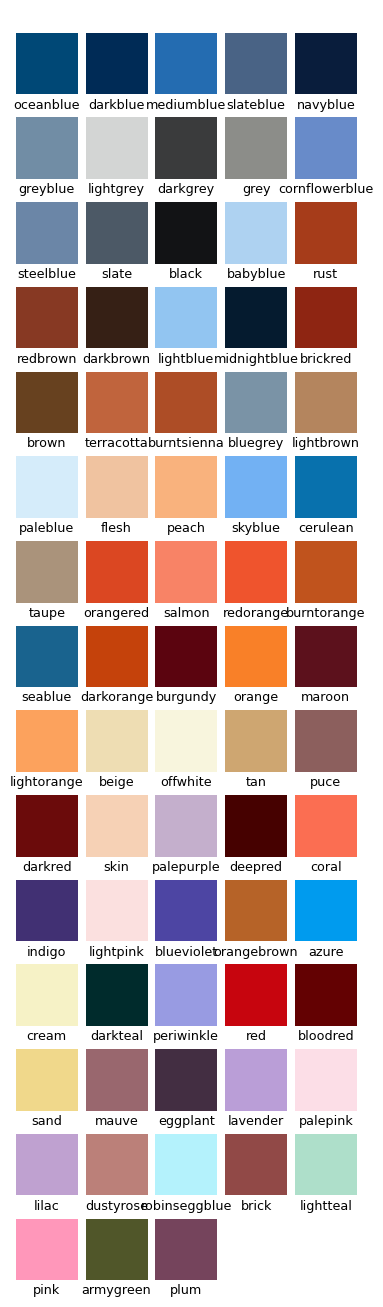 oceanblue darkblue mediumblue slateblue navyblue
greyblue lightgrey darkgrey grey cornflowerblue
steelblue slate black babyblue rust
redbrown darkbrown lightblue midnightblue brickred
brown terracotta burntsienna bluegrey lightbrown
paleblue flesh peach skyblue cerulean
taupe orangered salmon redorange burntorange
seablue darkorange burgundy orange maroon
lightorange beige offwhite tan puce
darkred skin palepurple deepred coral
indigo lightpink blueviolet orangebrown azure
cream darkteal periwinkle red bloodred
sand mauve eggplant lavender palepink
lilac dustyrose robinseggblue brick lightteal
pink armygreen plum